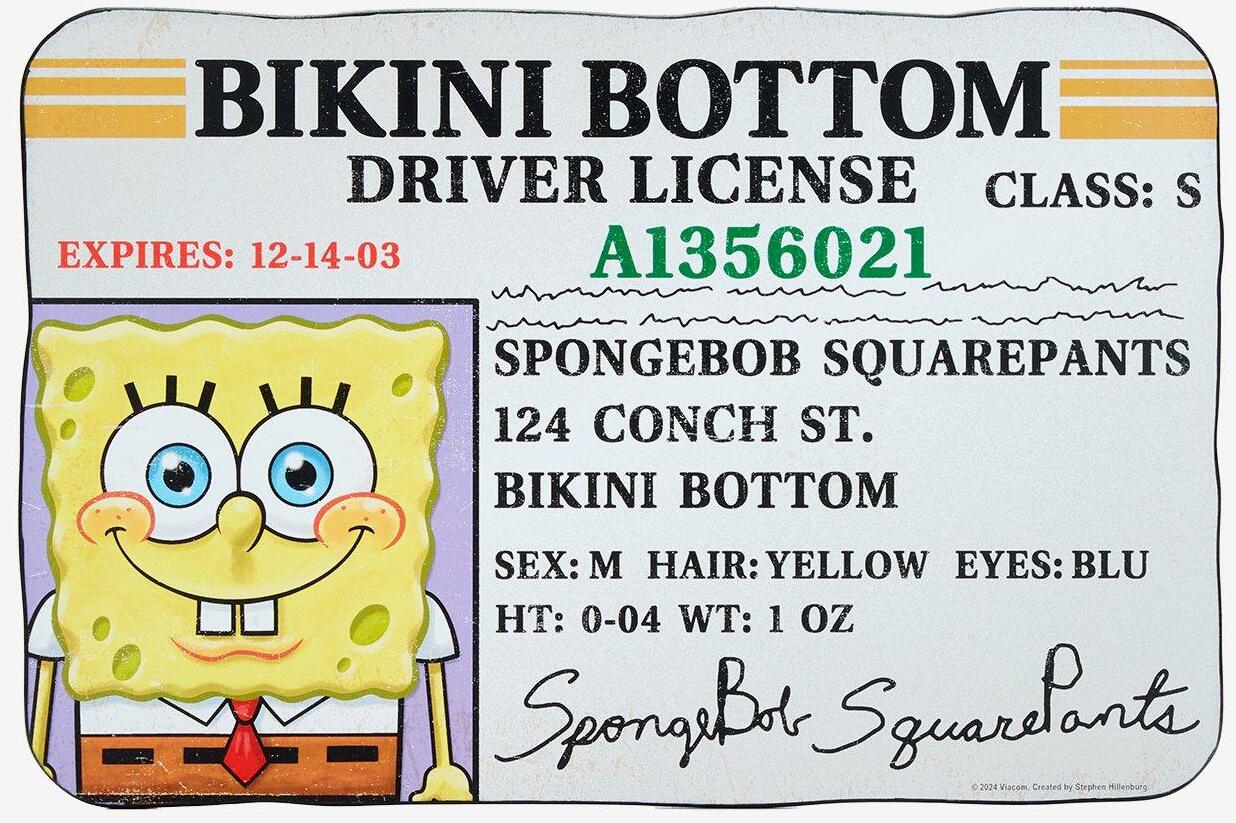 BIKINI BOTTOM
DRIVER LICENSE
CLASS: S
A1356021
EXPIRES: 12-14-03
SPONGEBOB SQUAREPANTS
124 CONCH ST.
BIKINI BOTTOM
SEX: M HAIR: YELLOW EYES: BLU
HT: 0-04 WT: 1 OZ
SpongeBob SquarePants
© 2024 Viacom. Created by Stephen Hillenburg.